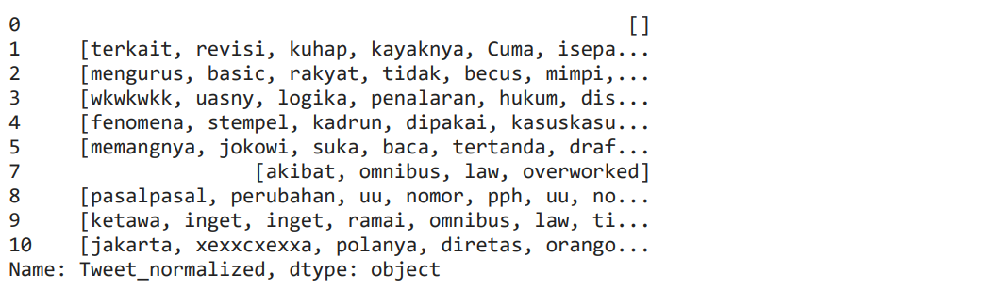 0 []
1 [terkait, revisi, kuhap, kayaknya, Cuma, isepa...
2 [mengurus, basic, rakyat, tidak, becus, mimpi,...
3 [wkwkwkk, uasny, logika, penalaran, hukum, dis...
4 [fenomena, stempel, kadrun, dipakai, kasuskasu...
5 [memangnya, jokowi, suka, baca, tertanda, draf...
7 [akibat, omnibus, law, overworked]
8 [pasalpasal, perubahan, uu, nomor, pph, uu, no...
9 [ketawa, inget, inget, ramai, omnibus, law, ti...
10 [jakarta, xexxcxexxa, polanya, diretas, orango...
Name: Tweet_normalized, dtype: object